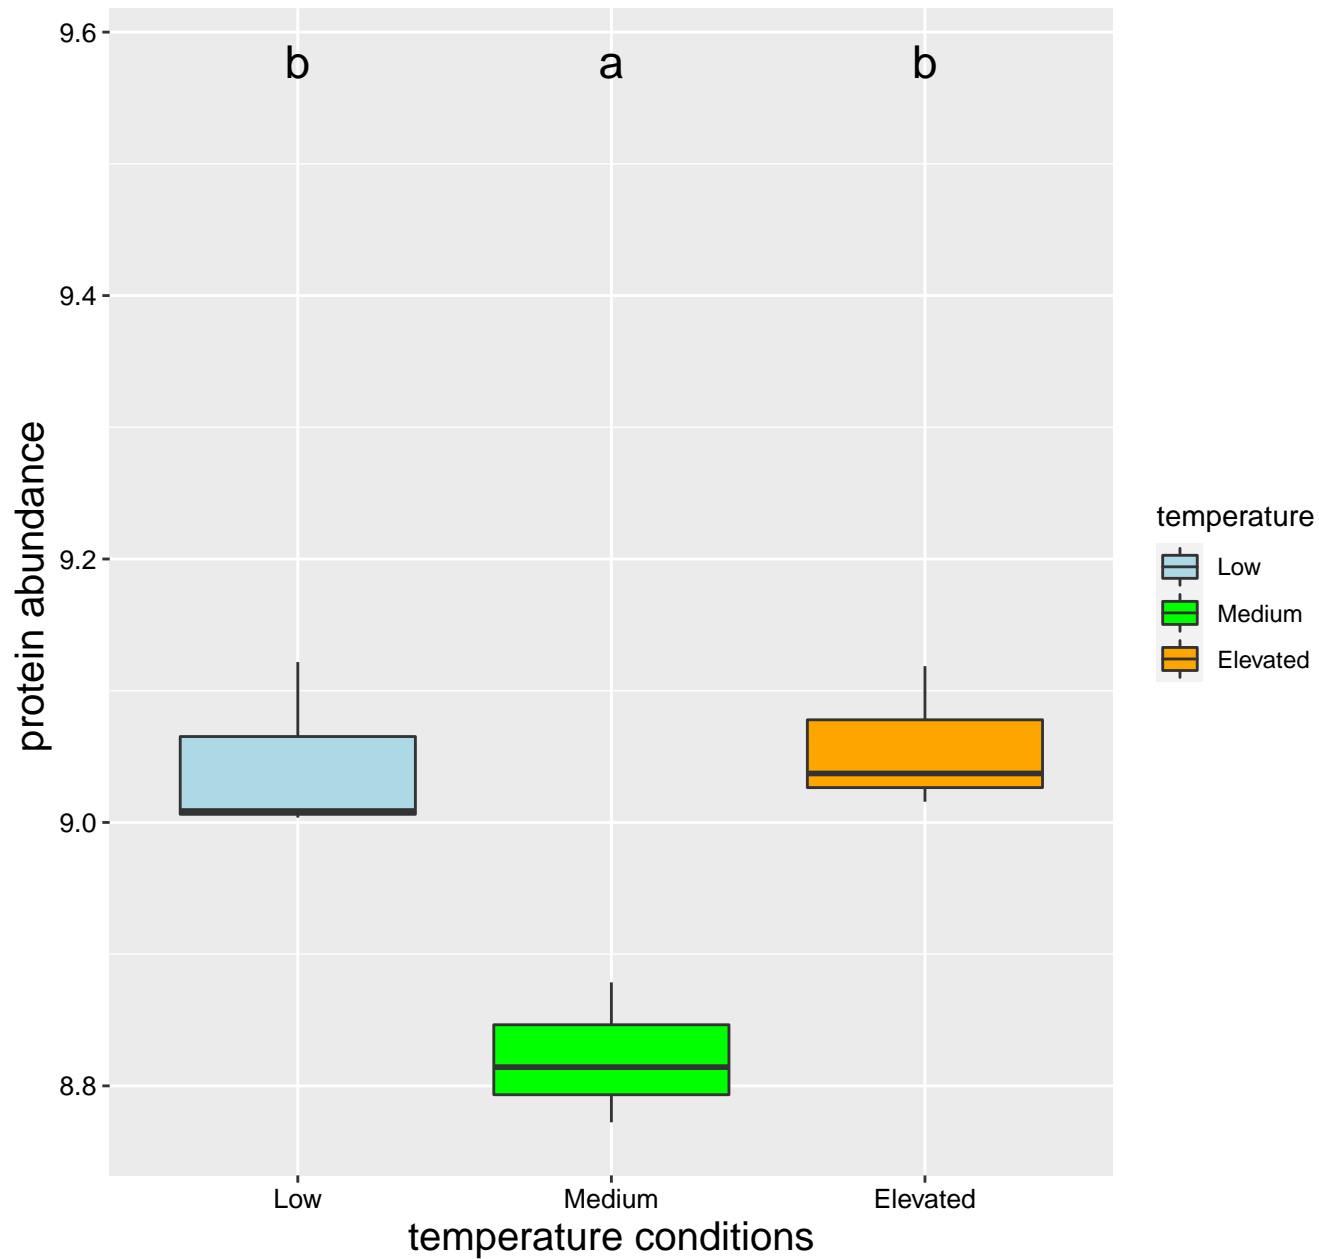 9.6
9.4
9.2
9.0
8.8
protein abundance
b a b
Low Medium Elevated
temperature conditions
temperature
Low
Medium
Elevated